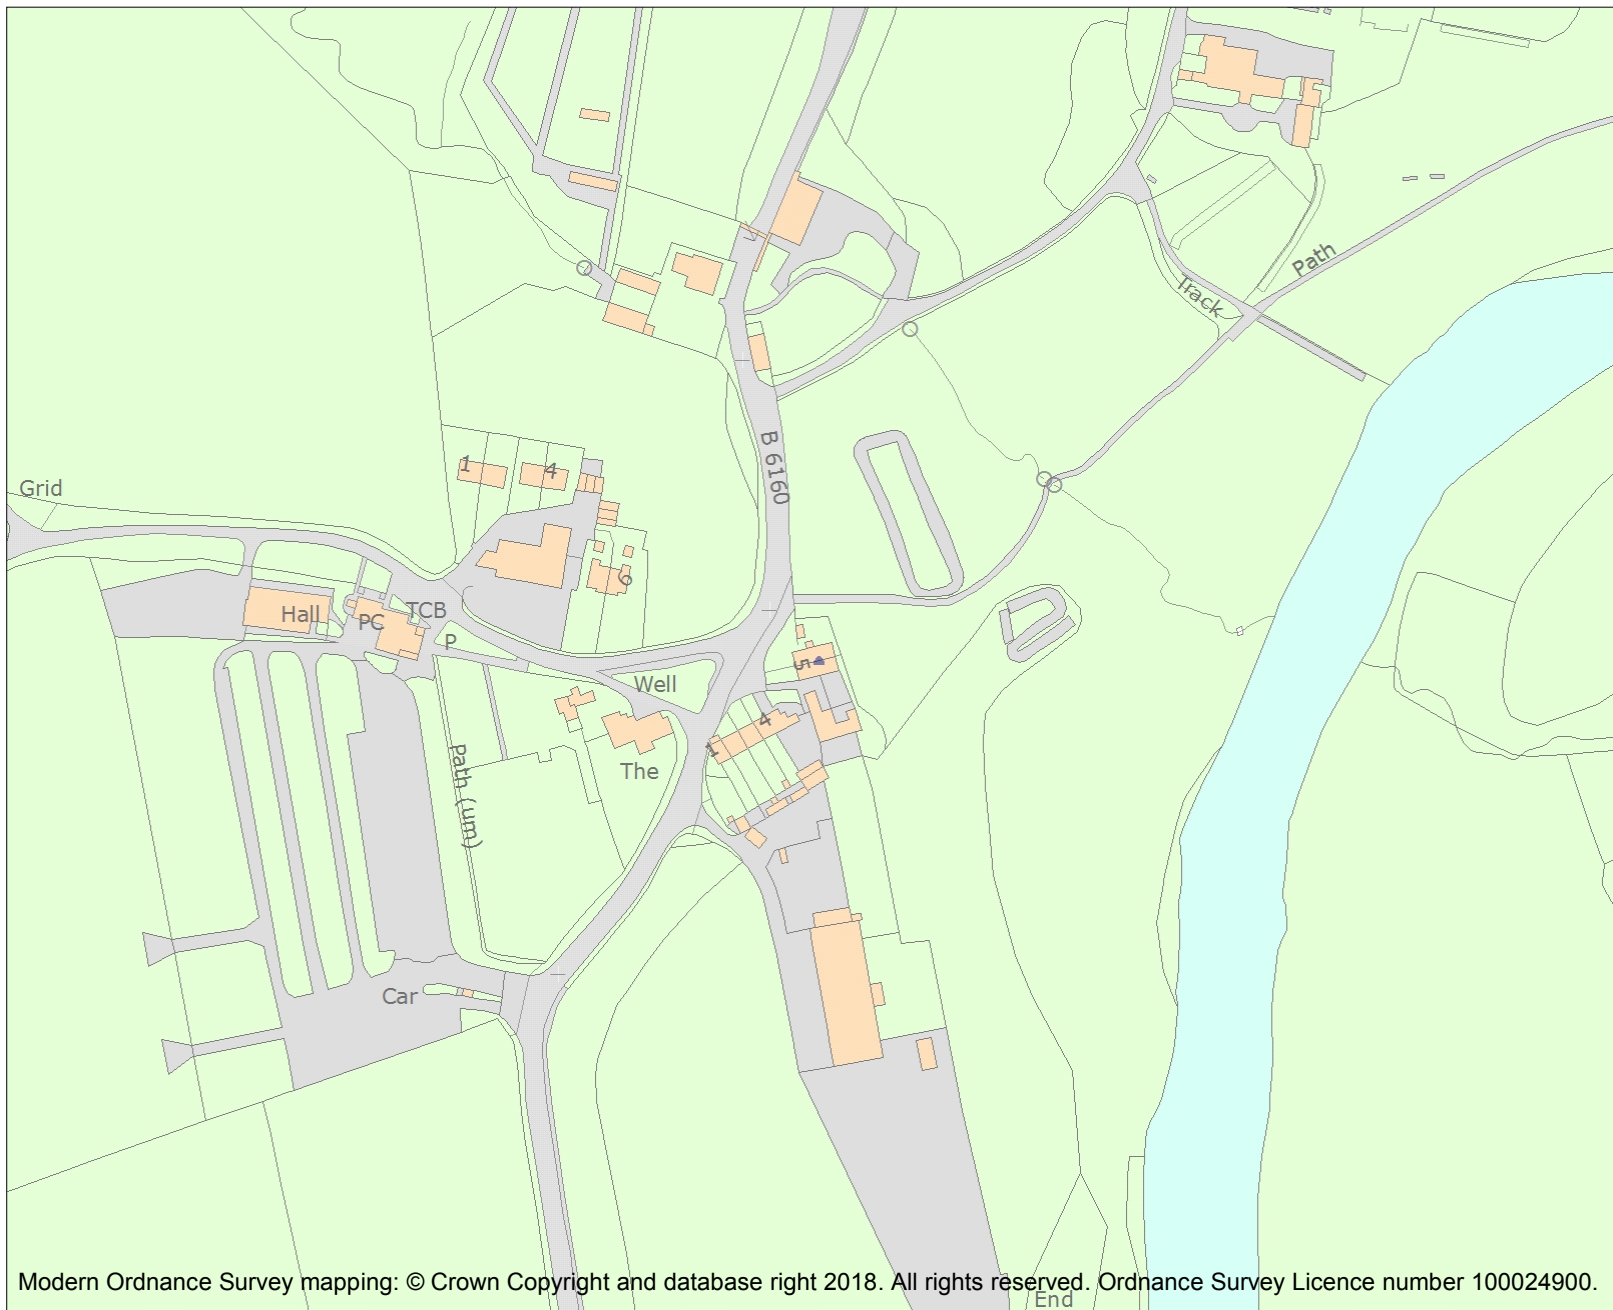 Path
Track
B 6160
1
4
Grid
6
Hall
PC
TCB
P
5
Well
4
1
The
Path (um)
Car
Modern Ordnance Survey mapping: © Crown Copyright and database right 2018. All rights reserved. Ordnance Survey Licence number 100024900.
End